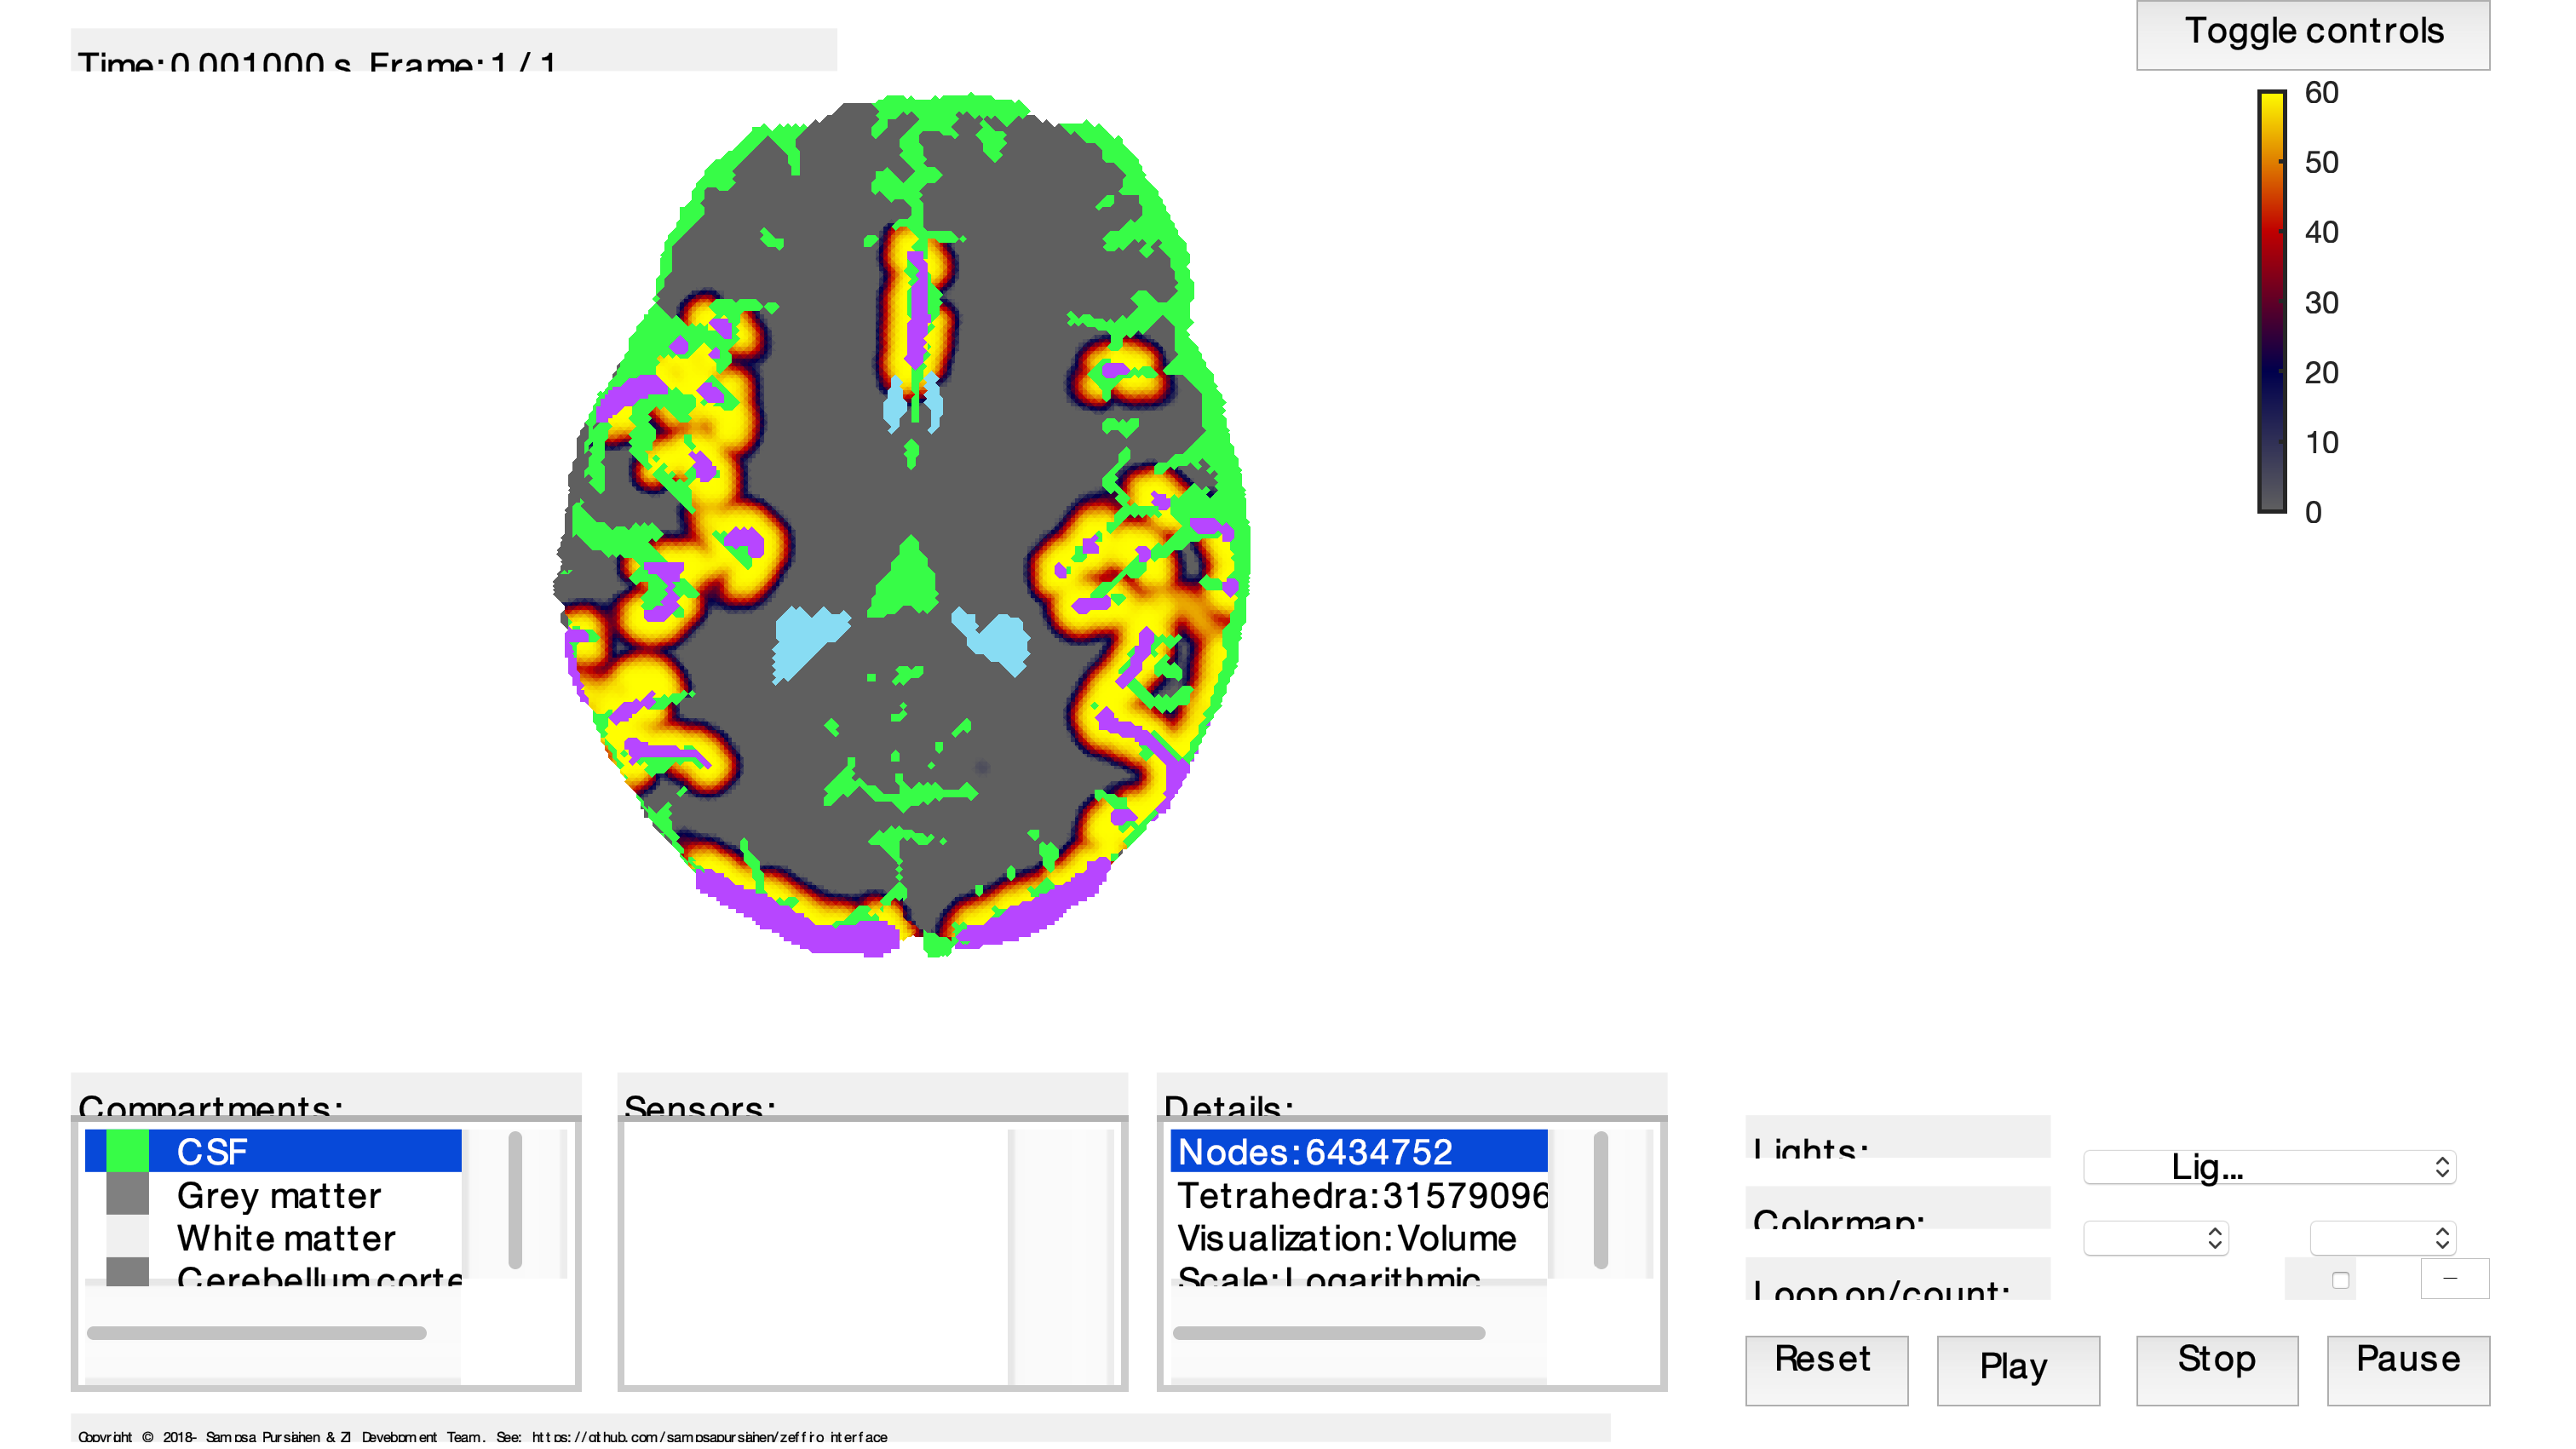 Time: 0.001000 s Frame: 1 / 1
Toggle controls
60
50
40
30
20
10
0
Compartments:
CSF
Grey matter
White matter
Cerebellum corte
Sensors:
Details:
Nodes: 6434752
Tetrahedra: 31579096
Visualization: Volume
Scale: Logarithmic
Lights:
Lig...
Colormap:
Loop on/count:
Reset
Play
Stop
Pause
Copyright © 2018- Sampsa Pursiainen & ZI Development Team. See: https://github.com/sampsapursiainen/zeffiro interface